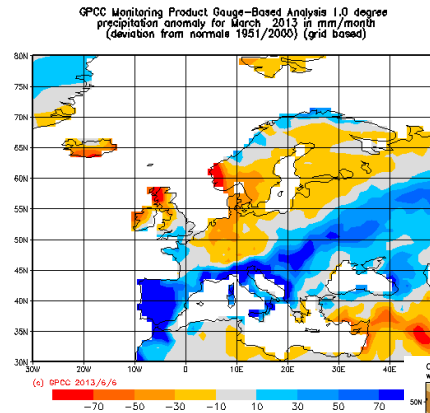 GPCC Monitoring Product Gauge-Based Analysis 1.0 degree
precipitation anomaly for March 2013 in mm/month
(deviation from normals 1951/2000) (grid based)
80N
75N
70N
65N
60N
55N
50N
45N
40N
35N
30N
30W 20W 10W 0 10E 20E 30E 40E
(c) GPCC 2013/6/6
-70 -50 -30 -10 10 30 50 70
50N